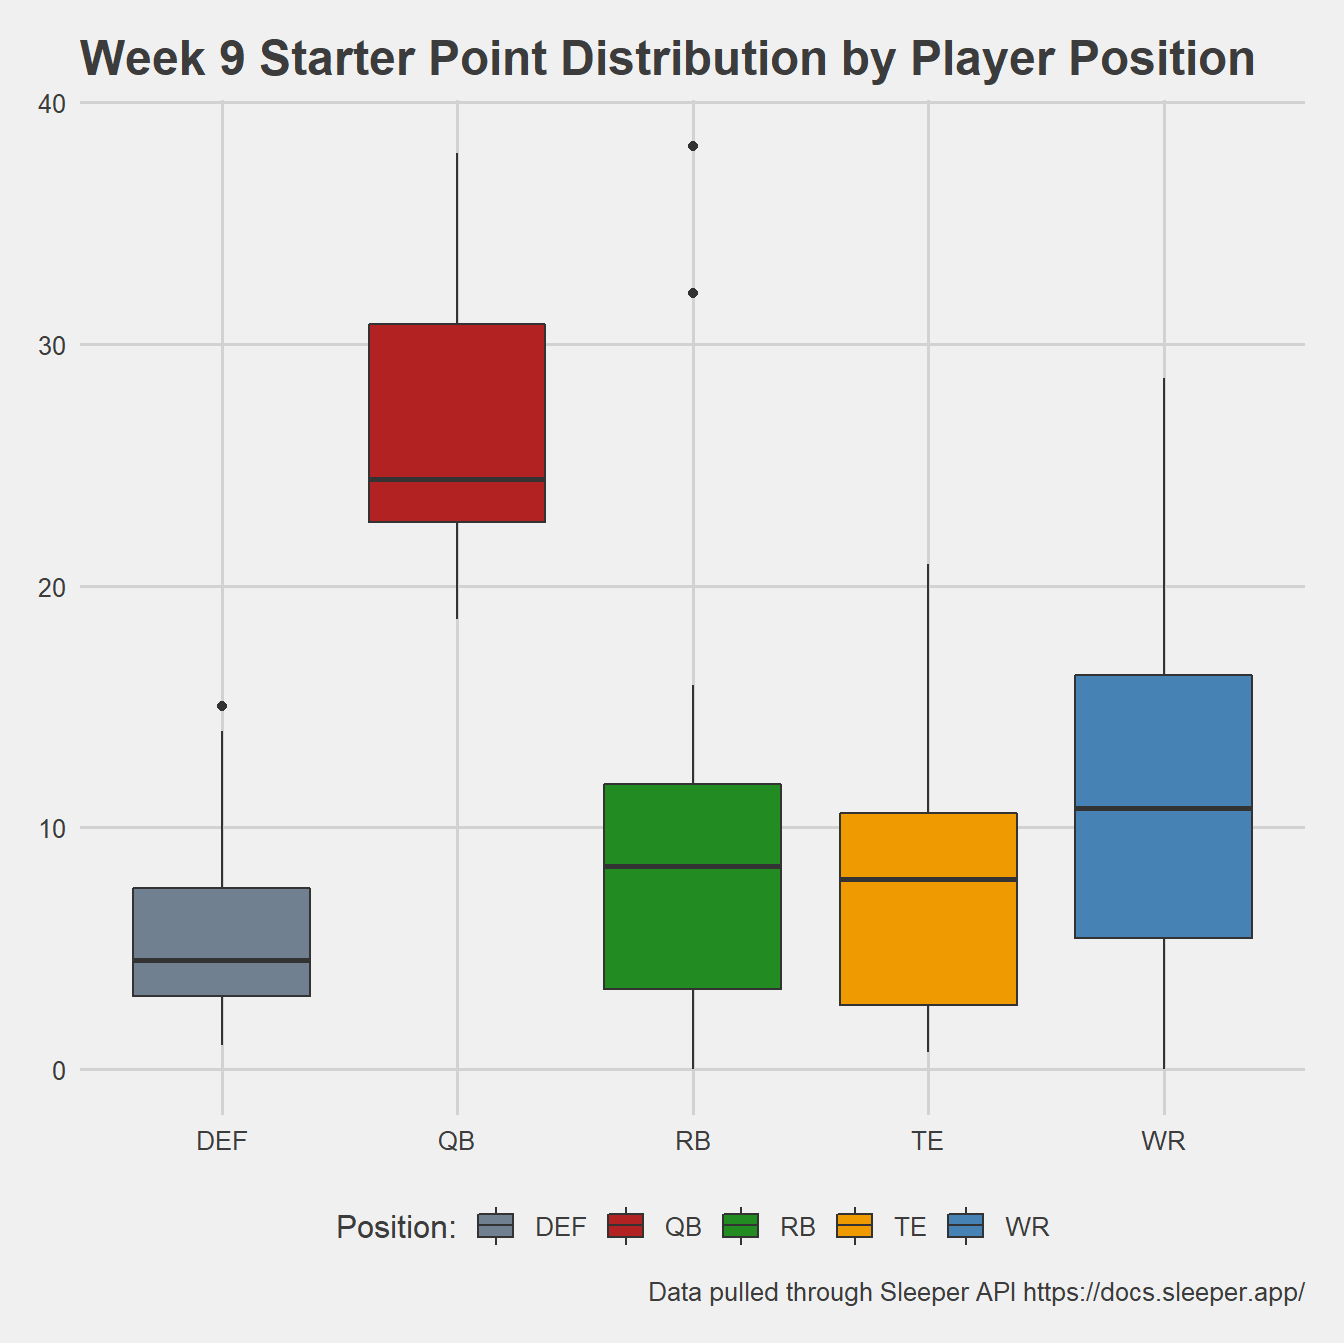 Week 9 Starter Point Distribution by Player Position
40
30
20
10
0
DEF QB RB TE WR
Position: DEF QB RB TE WR
Data pulled through Sleeper API https://docs.sleeper.app/